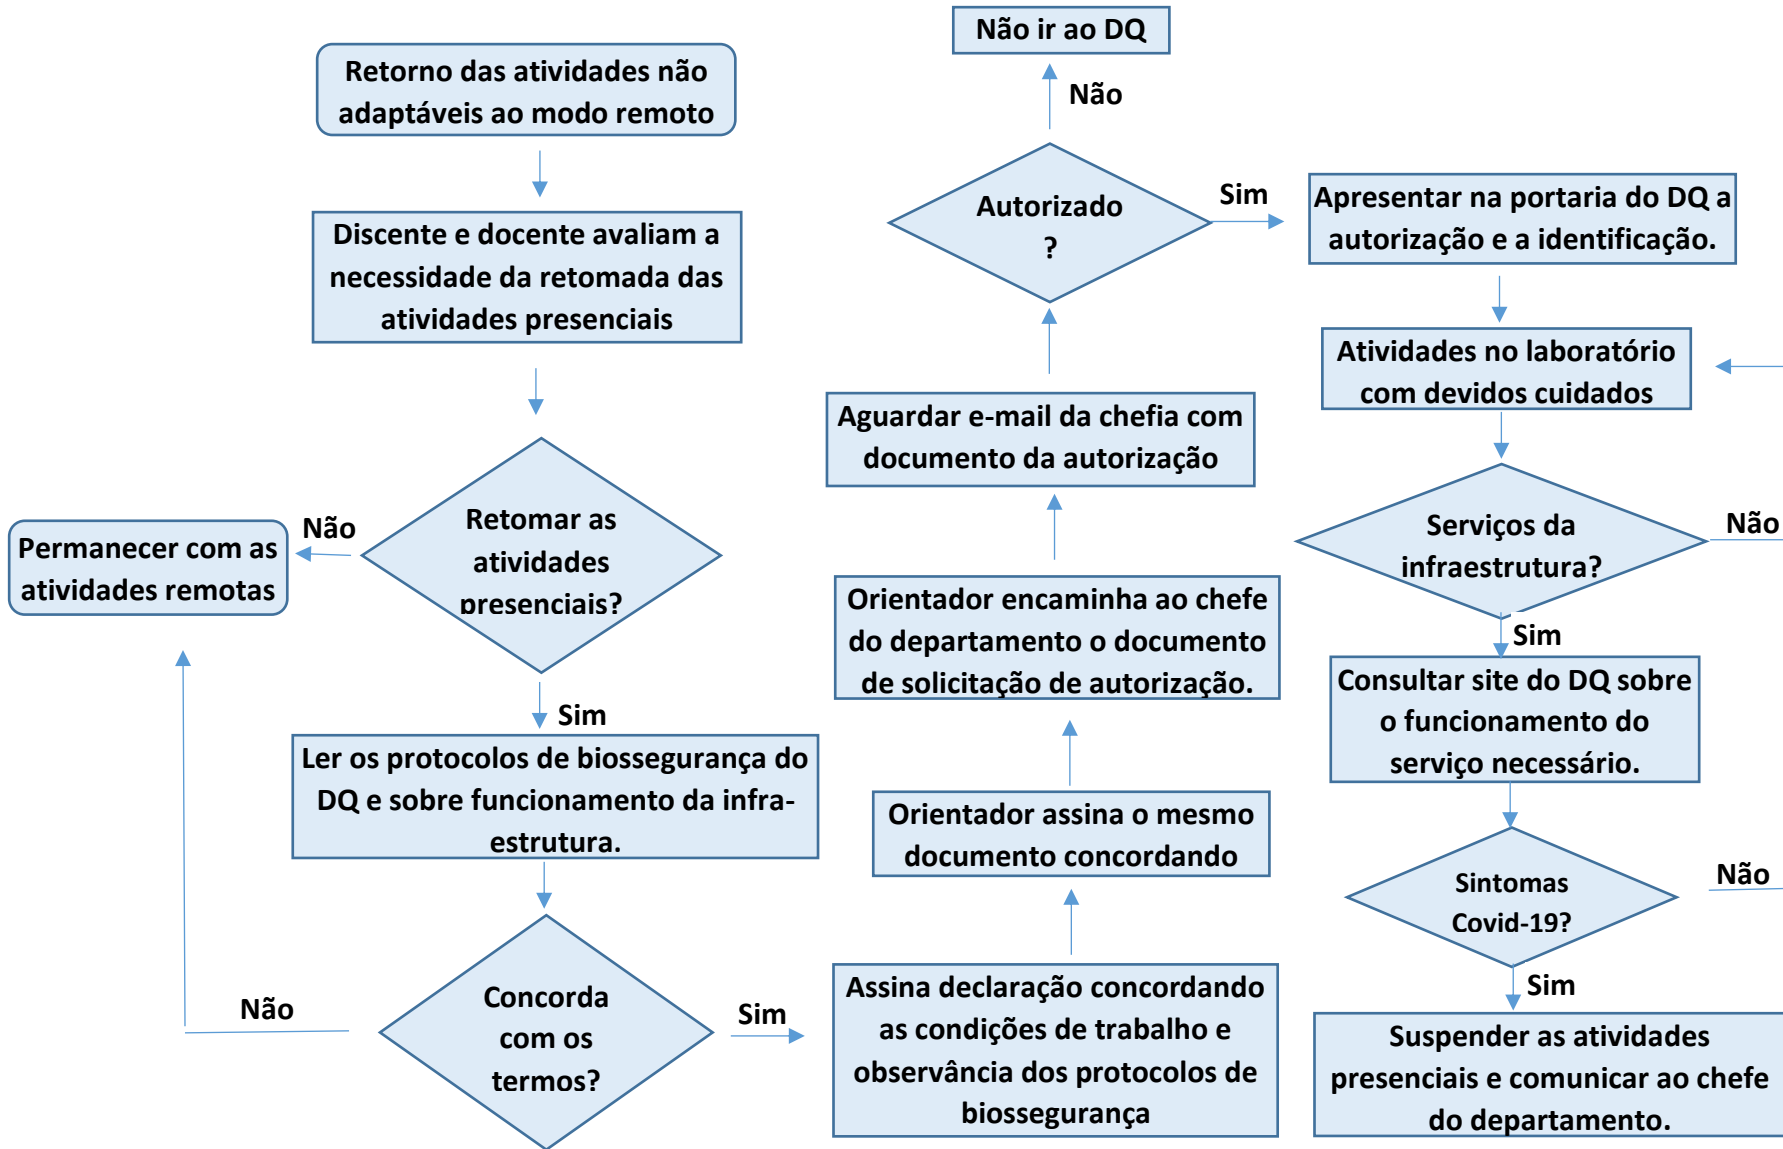 Retorno das atividades não
adaptáveis ao modo remoto
Discente e docente avaliam a
necessidade da retomada das
atividades presenciais
Retomar as
atividades
presenciais?
Não
Permanecer com as
atividades remotas
Sim
Ler os protocolos de biossegurança do
DQ e sobre funcionamento da infra-
estrutura.
Concorda
com os
termos?
Não
Sim
Assina declaração concordando
as condições de trabalho e
observância dos protocolos de
biossegurança
Orientador assina o mesmo
documento concordando
Orientador encaminha ao chefe
do departamento o documento
de solicitação de autorização.
Aguardar e-mail da chefia com
documento da autorização
Autorizado
?
Não
Não ir ao DQ
Sim
Apresentar na portaria do DQ a
autorização e a identificação.
Atividades no laboratório
com devidos cuidados
Serviços da
infraestrutura?
Não
Sim
Consultar site do DQ sobre
o funcionamento do
serviço necessário.
Sintomas
Covid-19?
Não
Sim
Suspender as atividades
presenciais e comunicar ao chefe
do departamento.